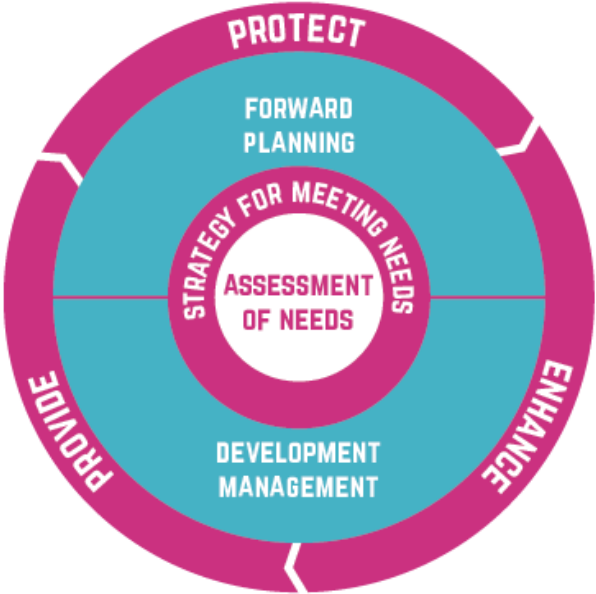 PROTECT
FORWARD
PLANNING
STRATEGY FOR MEETING NEEDS
ASSESSMENT
OF NEEDS
PROVIDE
ENHANCE
DEVELOPMENT
MANAGEMENT